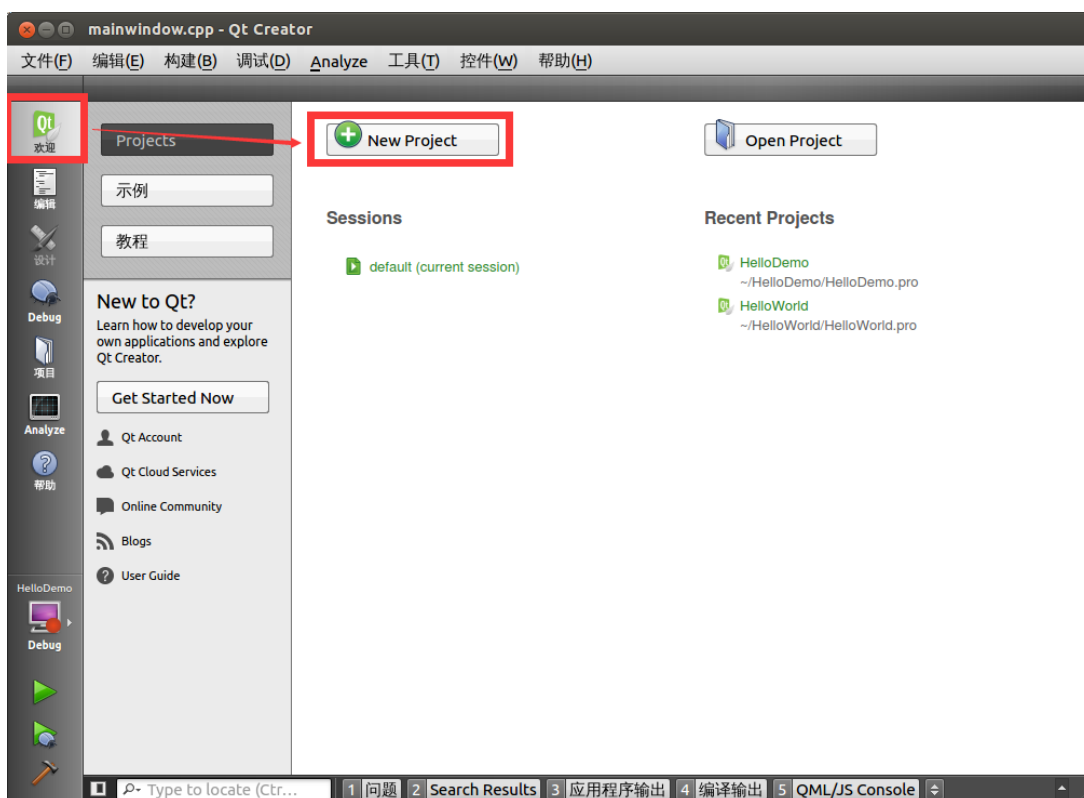 mainwindow.cpp - Qt Creator
文件(F) 编辑(E) 构建(B) 调试(D) Analyze 工具(T) 控件(W) 帮助(H)
Qt
欢迎
编辑
设计
Debug
项目
Analyze
帮助
HelloDemo
Debug
Projects
示例
教程
New to Qt?
Learn how to develop your
own applications and explore
Qt Creator.
Get Started Now
Qt Account
Qt Cloud Services
Online Community
Blogs
User Guide
New Project
Open Project
Sessions
default (current session)
Recent Projects
HelloDemo
~/HelloDemo/HelloDemo.pro
HelloWorld
~/HelloWorld/HelloWorld.pro
Type to locate (Ctr... 1 问题 2 Search Results 3 应用程序输出 4 编译输出 5 QML/JS Console